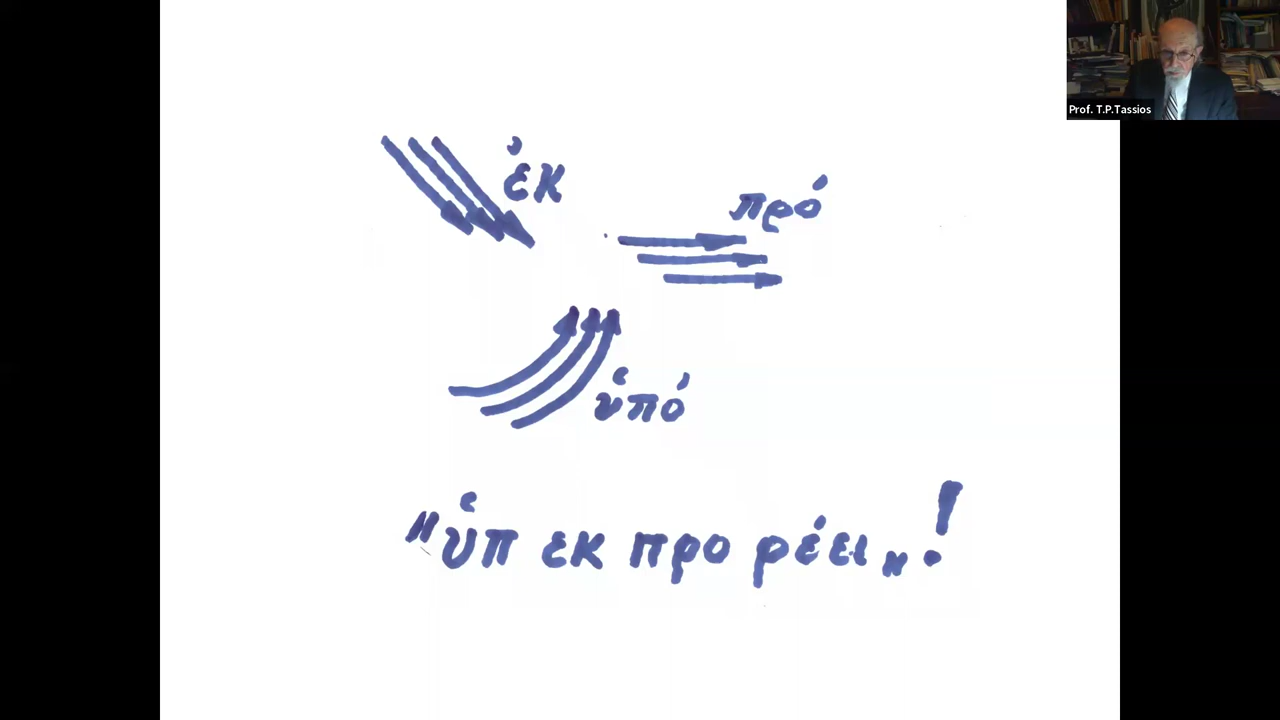 Prof. T.P.Tassios
ἐκ
πρό
ὑπό
"ὑπ εκ προ ρέει„!